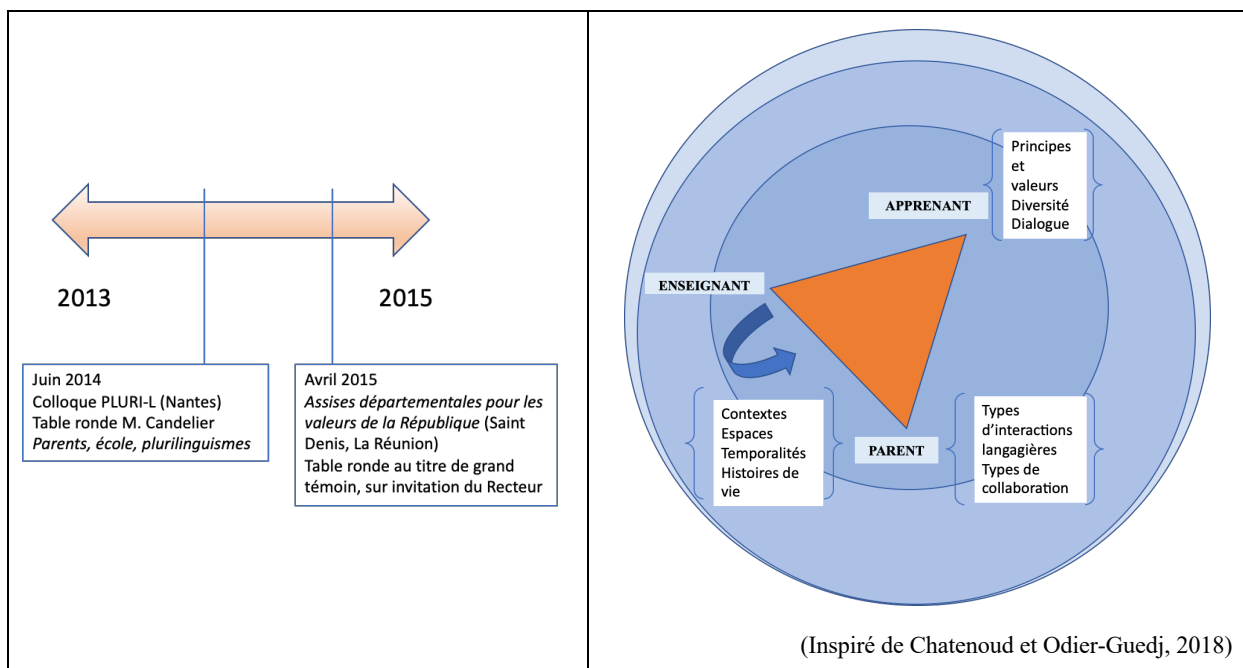 2013
2015
Juin 2014
Colloque PLURI-L (Nantes)
Table ronde M. Candelier
Parents, école, plurilinguismes
Avril 2015
Assises départementales pour les
valeurs de la République (Saint
Denis, La Réunion)
Table ronde au titre de grand
témoin, sur invitation du Recteur
Principes
et
valeurs
Diversité
Dialogue
APPRENANT
ENSEIGNANT
Contextes
Espaces
Temporalités
Histoires de
vie
PARENT
Types
d'interactions
langagières
Types de
collaboration
(Inspiré de Chatenoud et Odier-Guedj, 2018)